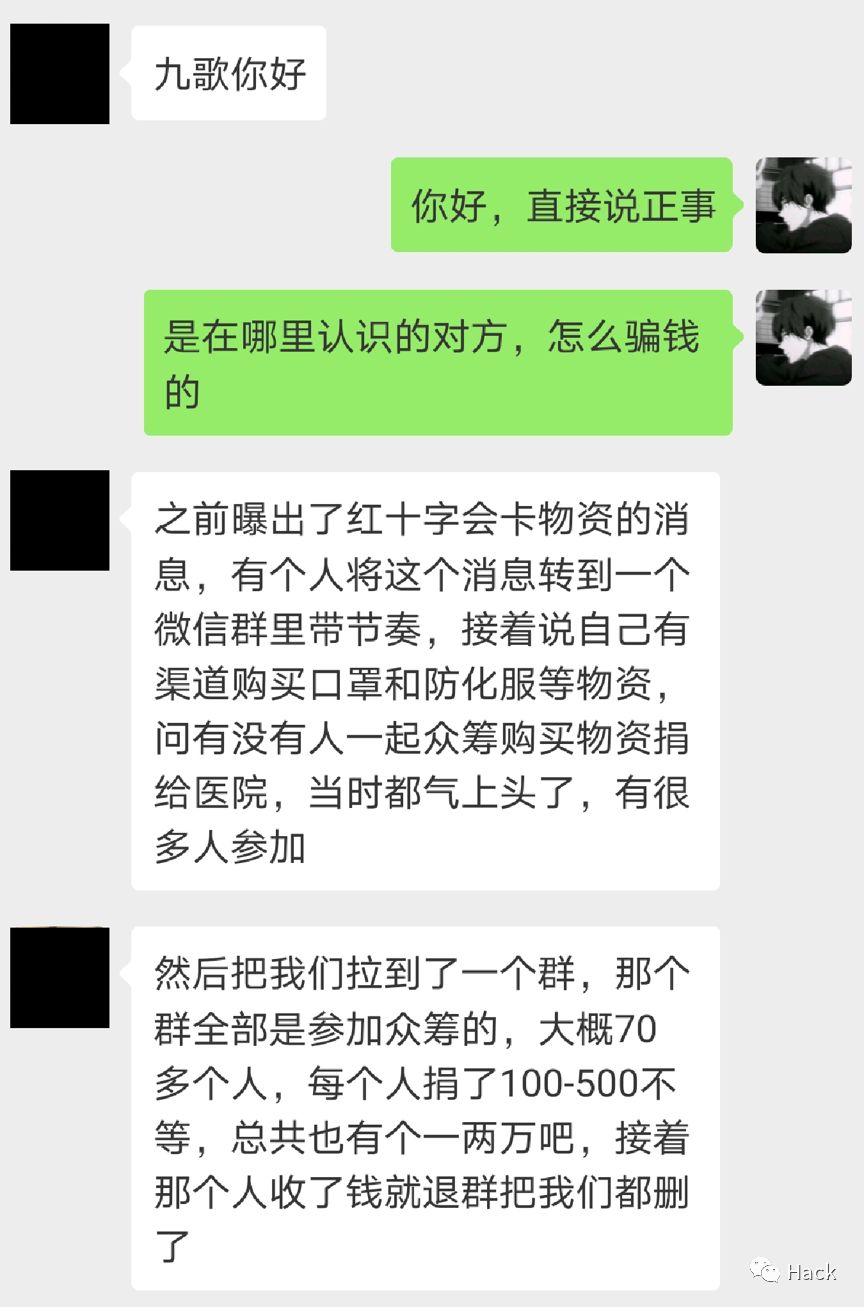 九歌你好
你好，直接说正事
是在哪里认识的对方，怎么骗钱
的
之前曝出了红十字会卡物资的消
息，有个人将这个消息转到一个
微信群里带节奏，接着说自己有
渠道购买口罩和防化服等物资，
问有没有人一起众筹购买物资捐
给医院，当时都气上头了，有很
多人参加
然后把我们拉到了一个群，那个
群全部是参加众筹的，大概70
多个人，每个人捐了100-500不
等，总共也有个一两万吧，接着
那个人收了钱就退群把我们都删
了
Hack